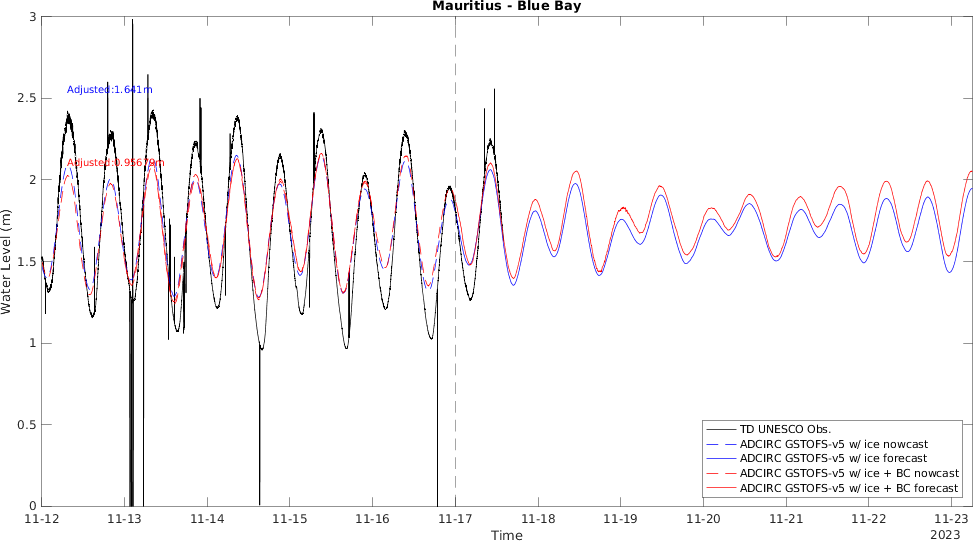 Mauritius - Blue Bay
Water Level (m)
3
2.5
2
1.5
1
0.5
0
Adjusted:1.641m
TD UNESCO Obs.
ADCIRC GSTOFS-v5 w/ ice nowcast
ADCIRC GSTOFS-v5 w/ ice forecast
ADCIRC GSTOFS-v5 w/ ice + BC nowcast
ADCIRC GSTOFS-v5 w/ ice + BC forecast
11-12 11-13 11-14 11-15 11-16 11-17 11-18 11-19 11-20 11-21 11-22 11-23
Time
2023